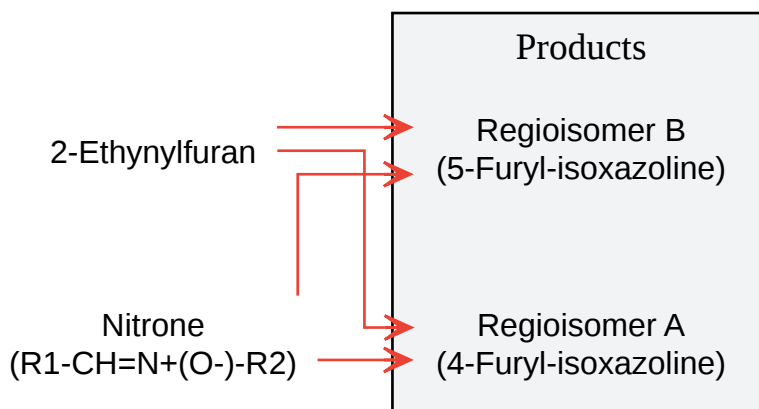 Products
2-Ethynylfuran
Regioisomer B
(5-Furyl-isoxazoline)
Nitrone
(R1-CH=N+(O-)-R2)
Regioisomer A
(4-Furyl-isoxazoline)